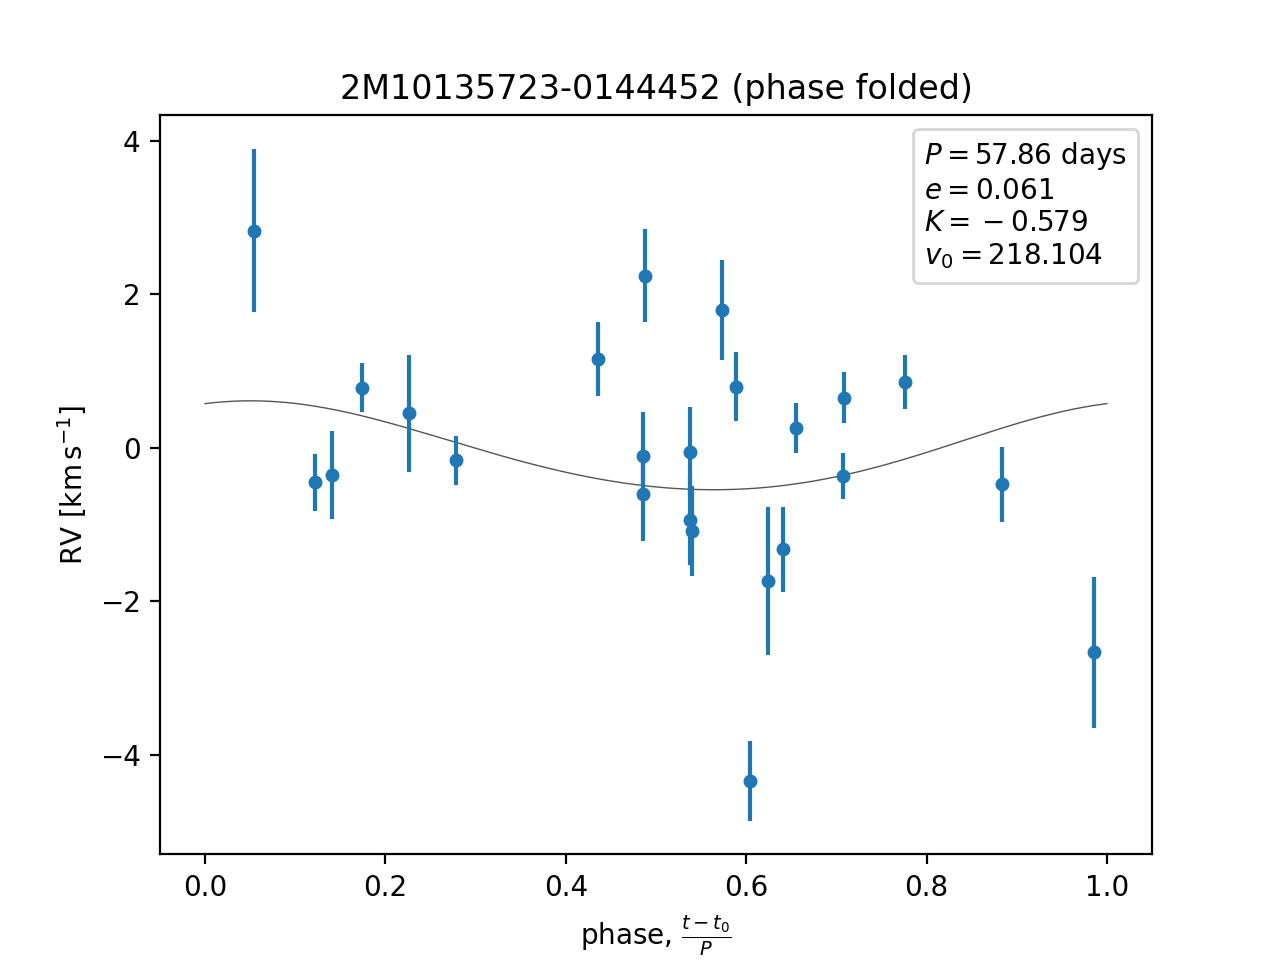 2M10135723-0144452 (phase folded)
P = 57.86 days
e = 0.061
K = −0.579
v₀ = 218.104
4
2
0
−2
−4
RV [km s⁻¹]
0.0 0.2 0.4 0.6 0.8 1.0
phase, (t − t₀)/P